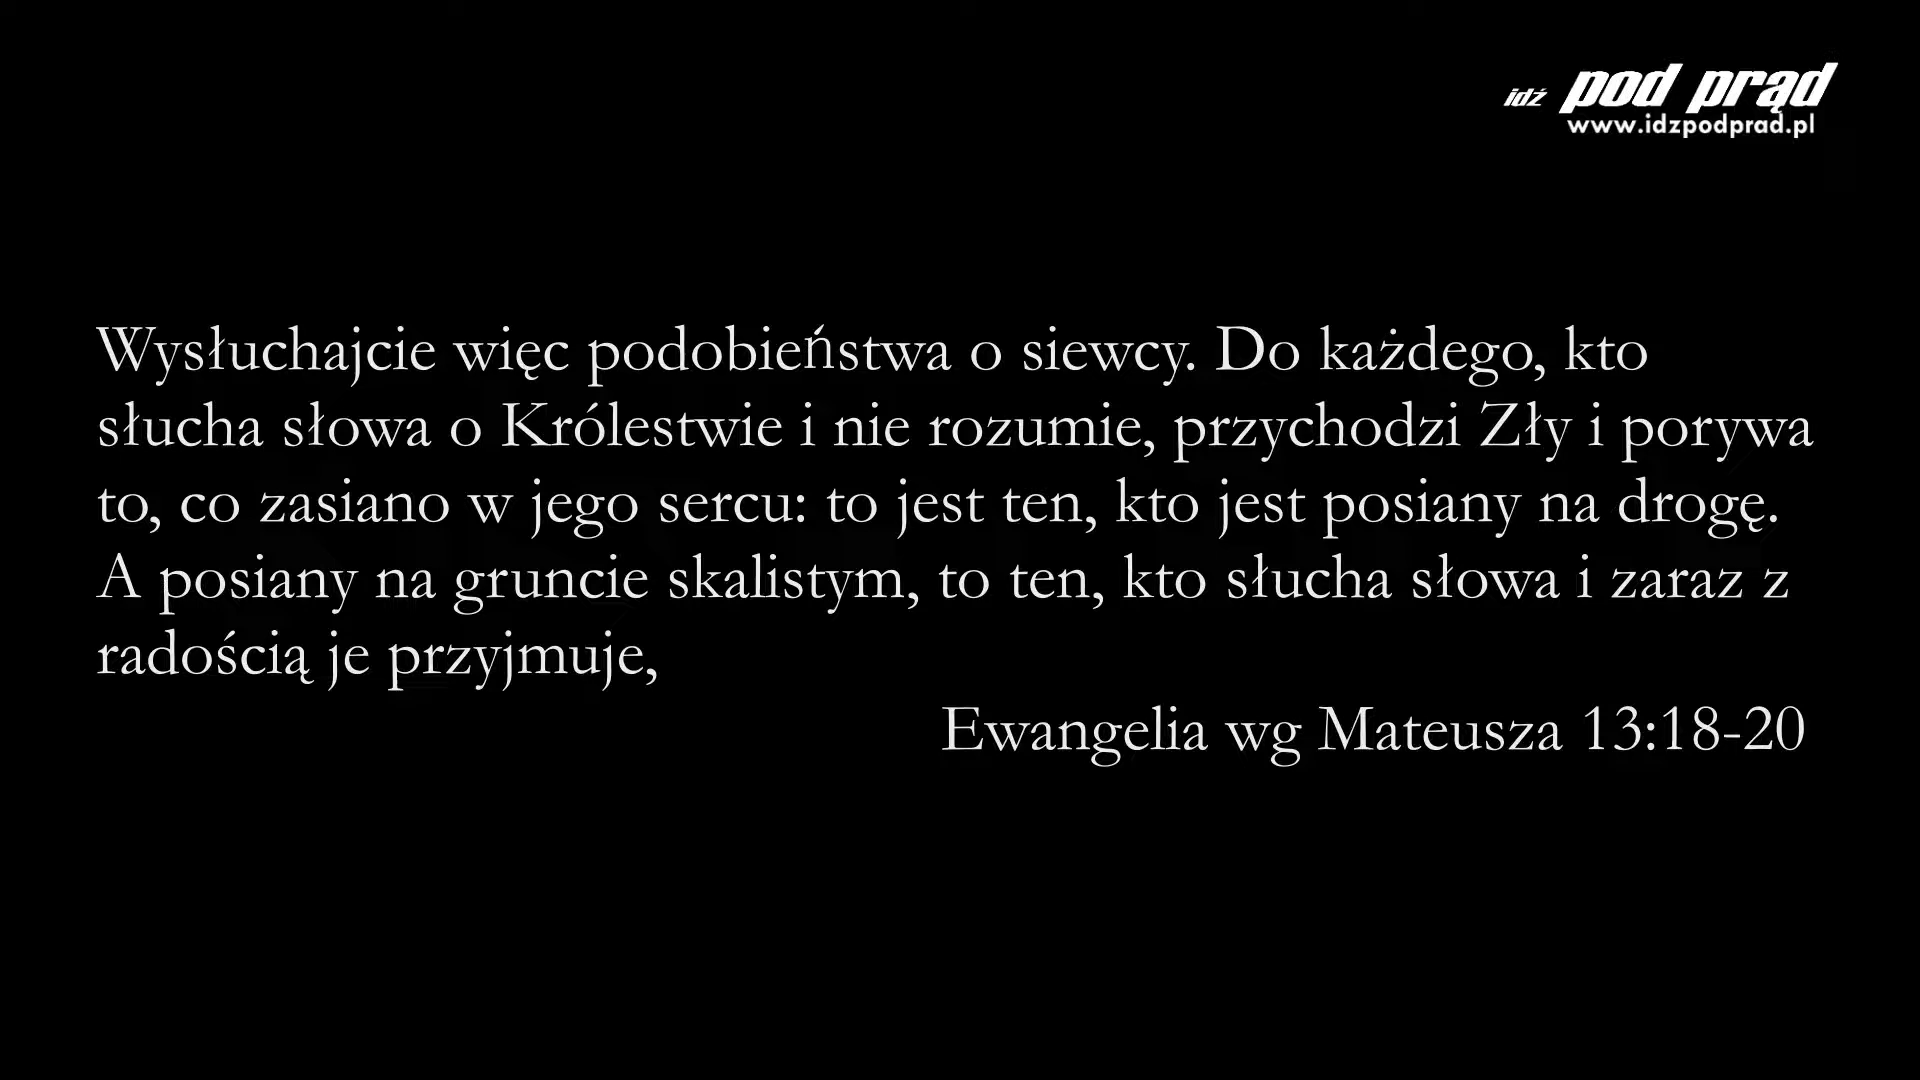 idź pod prąd
www.idzpodprad.pl
Wysłuchajcie więc podobieństwa o siewcy. Do każdego, kto
słucha słowa o Królestwie i nie rozumie, przychodzi Zły i porywa
to, co zasiano w jego sercu: to jest ten, kto jest posiany na drogę.
A posiany na gruncie skalistym, to ten, kto słucha słowa i zaraz z
radością je przyjmuje,
Ewangelia wg Mateusza 13:18-20